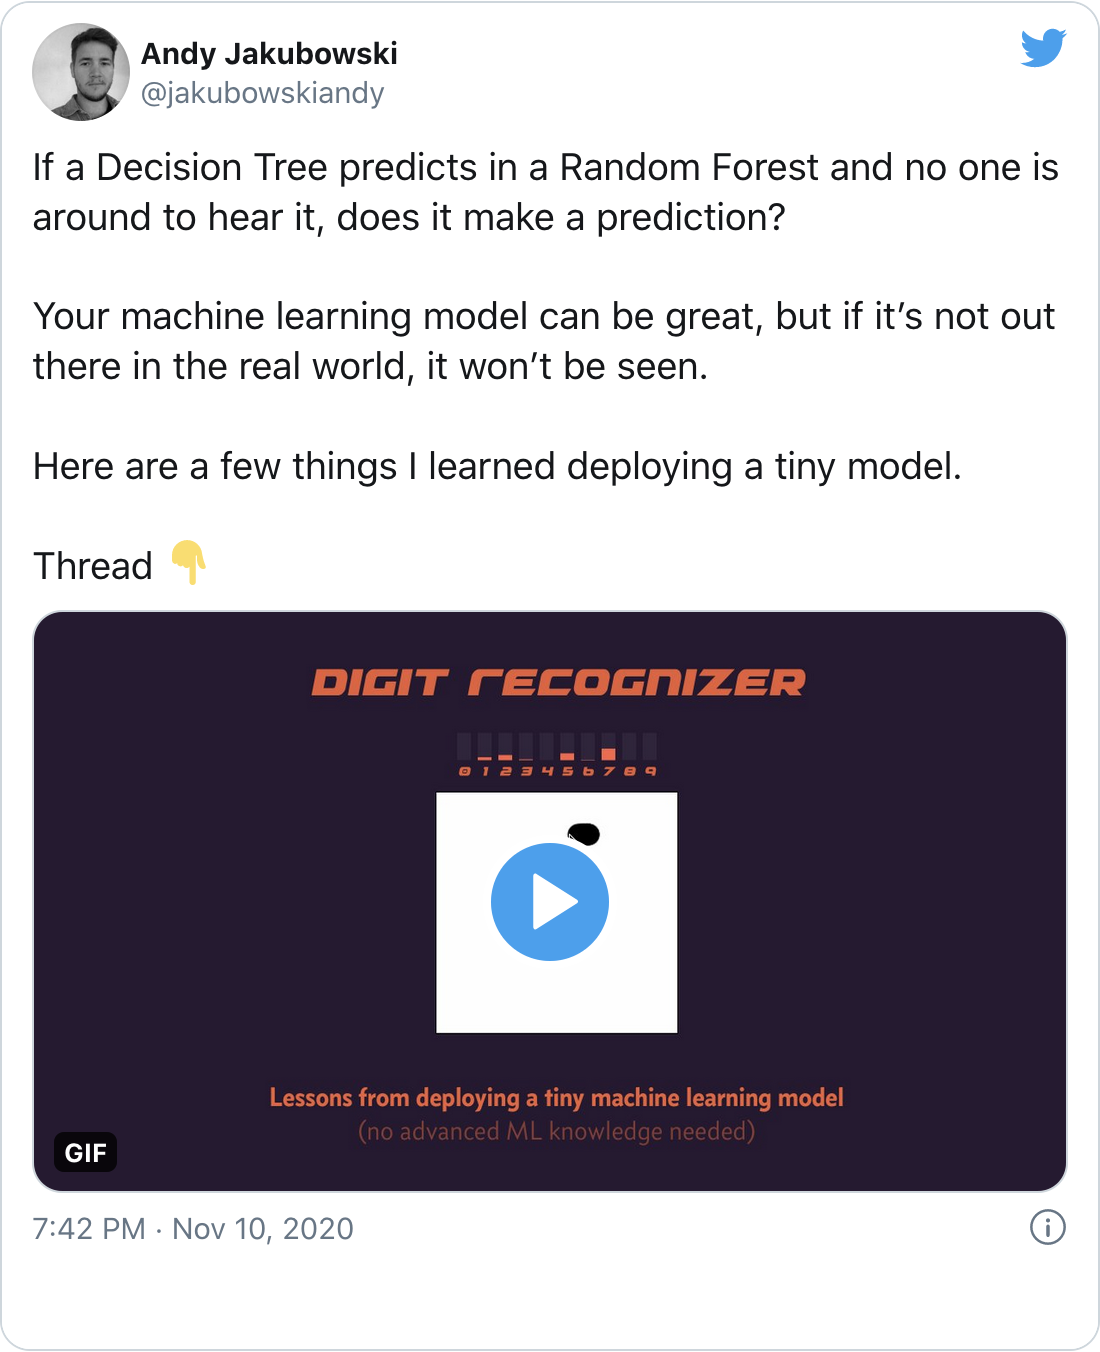 Andy Jakubowski
@jakubowskiandy
If a Decision Tree predicts in a Random Forest and no one is
around to hear it, does it make a prediction?
Your machine learning model can be great, but if it’s not out
there in the real world, it won’t be seen.
Here are a few things I learned deploying a tiny model.
Thread 👇
DIGIT RECOGNIZER
0 1 2 3 4 5 6 7 8 9
Lessons from deploying a tiny machine learning model
(no advanced ML knowledge needed)
GIF
7:42 PM · Nov 10, 2020